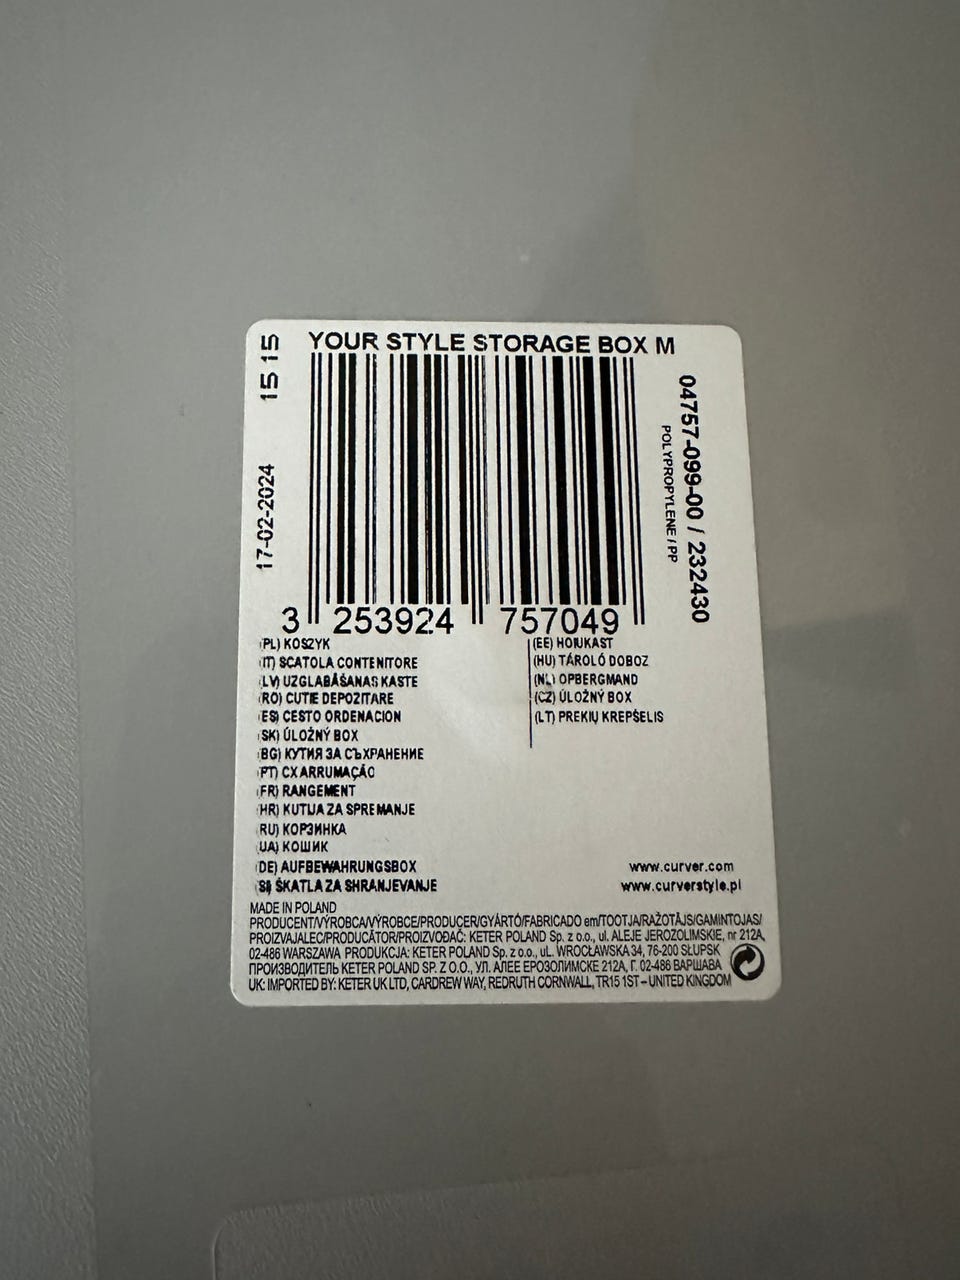 YOUR STYLE STORAGE BOX M
15 15
17-02-2024
04757-099-00 / 232430
POLYPROPYLENE / PP
3 253924 757049
(PL) KOSZYK
(IT) SCATOLA CONTENITORE
(LV) UZGLABĀŠANAS KASTE
(RO) CUTIE DEPOZITARE
(ES) CESTO ORDENACION
(SK) ÚLOŽNÝ BOX
(BG) КУТИЯ ЗА СЪХРАНЕНИЕ
(PT) CX ARRUMAÇÃO
(FR) RANGEMENT
(HR) KUTIJA ZA SPREMANJE
(RU) КОРЗИНКА
(UA) КОШИК
(DE) AUFBEWAHRUNGSBOX
(SI) ŠKATLA ZA SHRANJEVANJE
(EE) HOIUKAST
(HU) TÁROLÓ DOBOZ
(NL) OPBERGMAND
(CZ) ÚLOŽNÝ BOX
(LT) PREKIŲ KREPŠELIS
www.curver.com
www.curverstyle.pl
MADE IN POLAND
PRODUCENT/VÝROBCA/VÝROBCE/PRODUCER/GYÁRTÓ/FABRICADO em/TOOTJA/RAŽOTĀJS/GAMINTOJAS/
PROIZVAJALEC/PRODUCĂTOR/PROIZVOĐAČ: KETER POLAND Sp. z o.o., ul. ALEJE JEROZOLIMSKIE, nr 212A,
02-486 WARSZAWA PRODUKCJA: KETER POLAND Sp. z o.o., uL. WROCŁAWSKA 34, 76-200 SŁUPSK
ПРОИЗВОДИТЕЛЬ KETER POLAND SP. Z O.O., УЛ. АЛЕЕ ЕРОЗОЛИМСКЕ 212A, Г. 02-486 ВАРШАВА
UK: IMPORTED BY: KETER UK LTD, CARDREW WAY, REDRUTH CORNWALL, TR15 1ST – UNITED KINGDOM